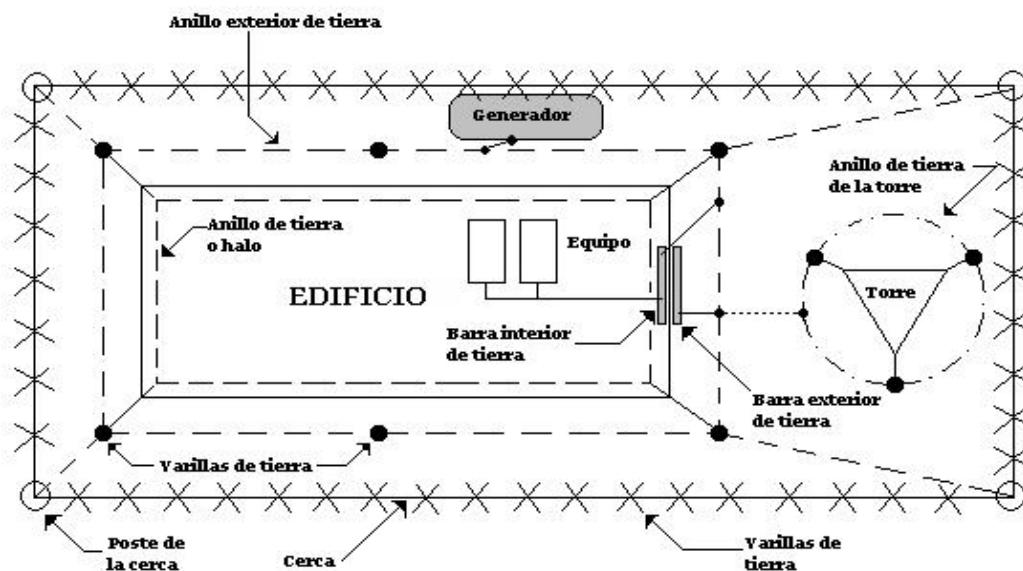 Anillo exterior de tierra
Generador
Anillo de tierra
de la torre
Anillo de tierra
o halo
Equipo
EDIFICIO
Torre
Barra interior
de tierra
Barra exterior
de tierra
Varillas de tierra
Poste de
la cerca
Cerca
Varillas de
tierra